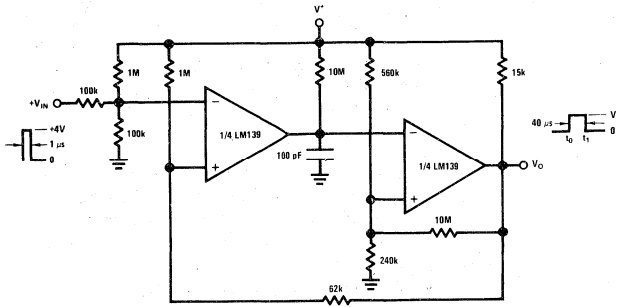 V+
1M
1M
10M
560k
15k
100k
+VIN
100k
+4V
1 μs
0
−
+
1/4 LM139
100 pF
−
+
1/4 LM139
40 μs
V
0
t0
t1
VO
10M
240k
62k